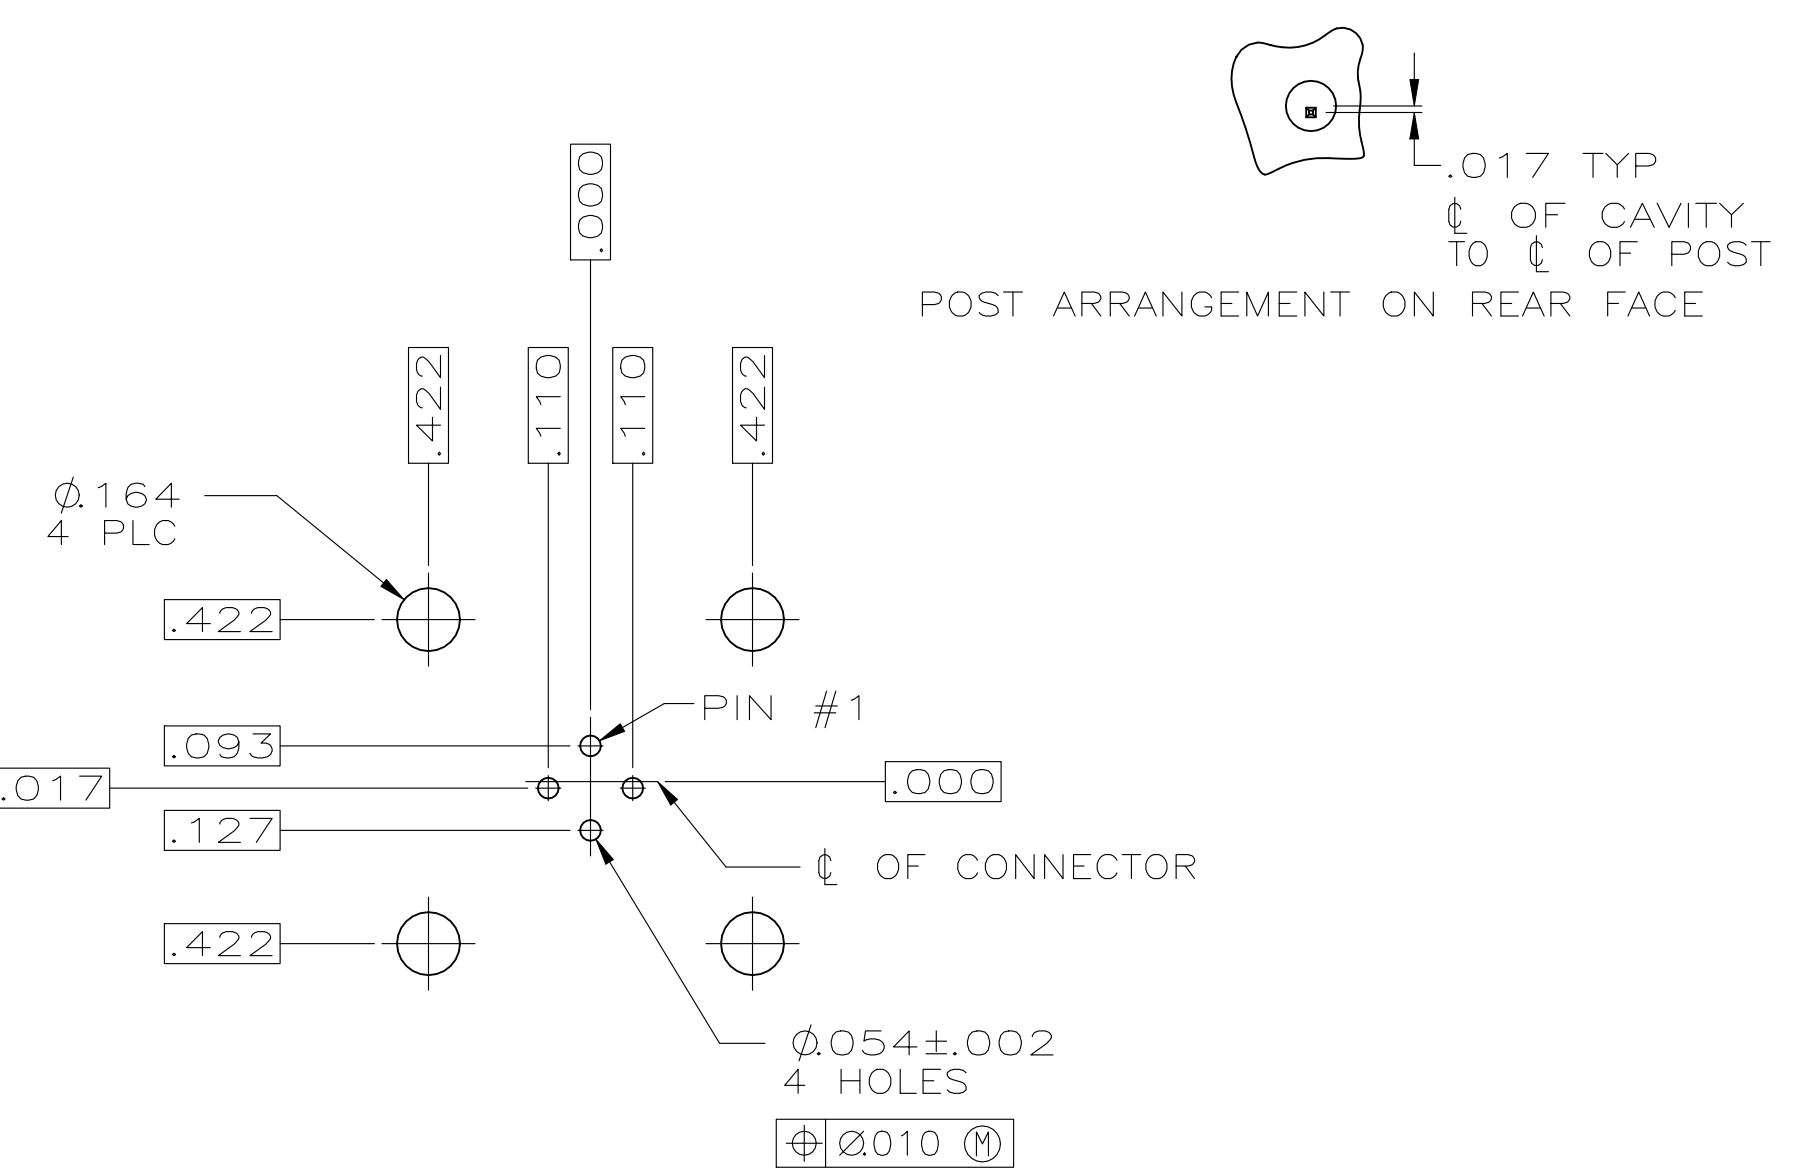 .000
.017 TYP
℄ OF CAVITY
TO ℄ OF POST
POST ARRANGEMENT ON REAR FACE
.422
.110
.110
.422
Ø.164
4 PLC
.422
PIN #1
.093
.017
.000
.127
℄ OF CONNECTOR
.422
Ø.054±.002
4 HOLES
⌖ Ø.010 Ⓜ